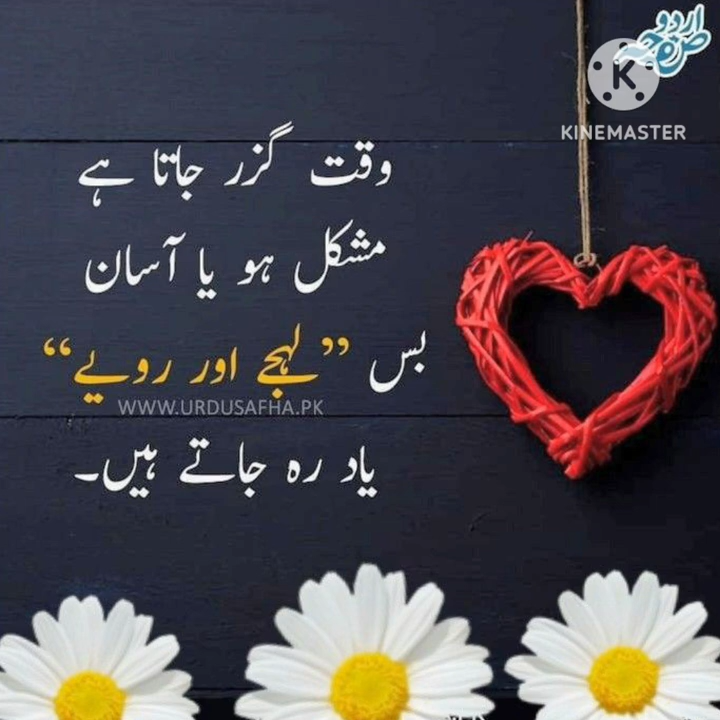 اردو صفحہ
KINEMASTER
وقت گزر جاتا ہے
مشکل ہو یا آسان
بس ”لہجے اور رویے“
WWW.URDUSAFHA.PK
یاد رہ جاتے ہیں۔